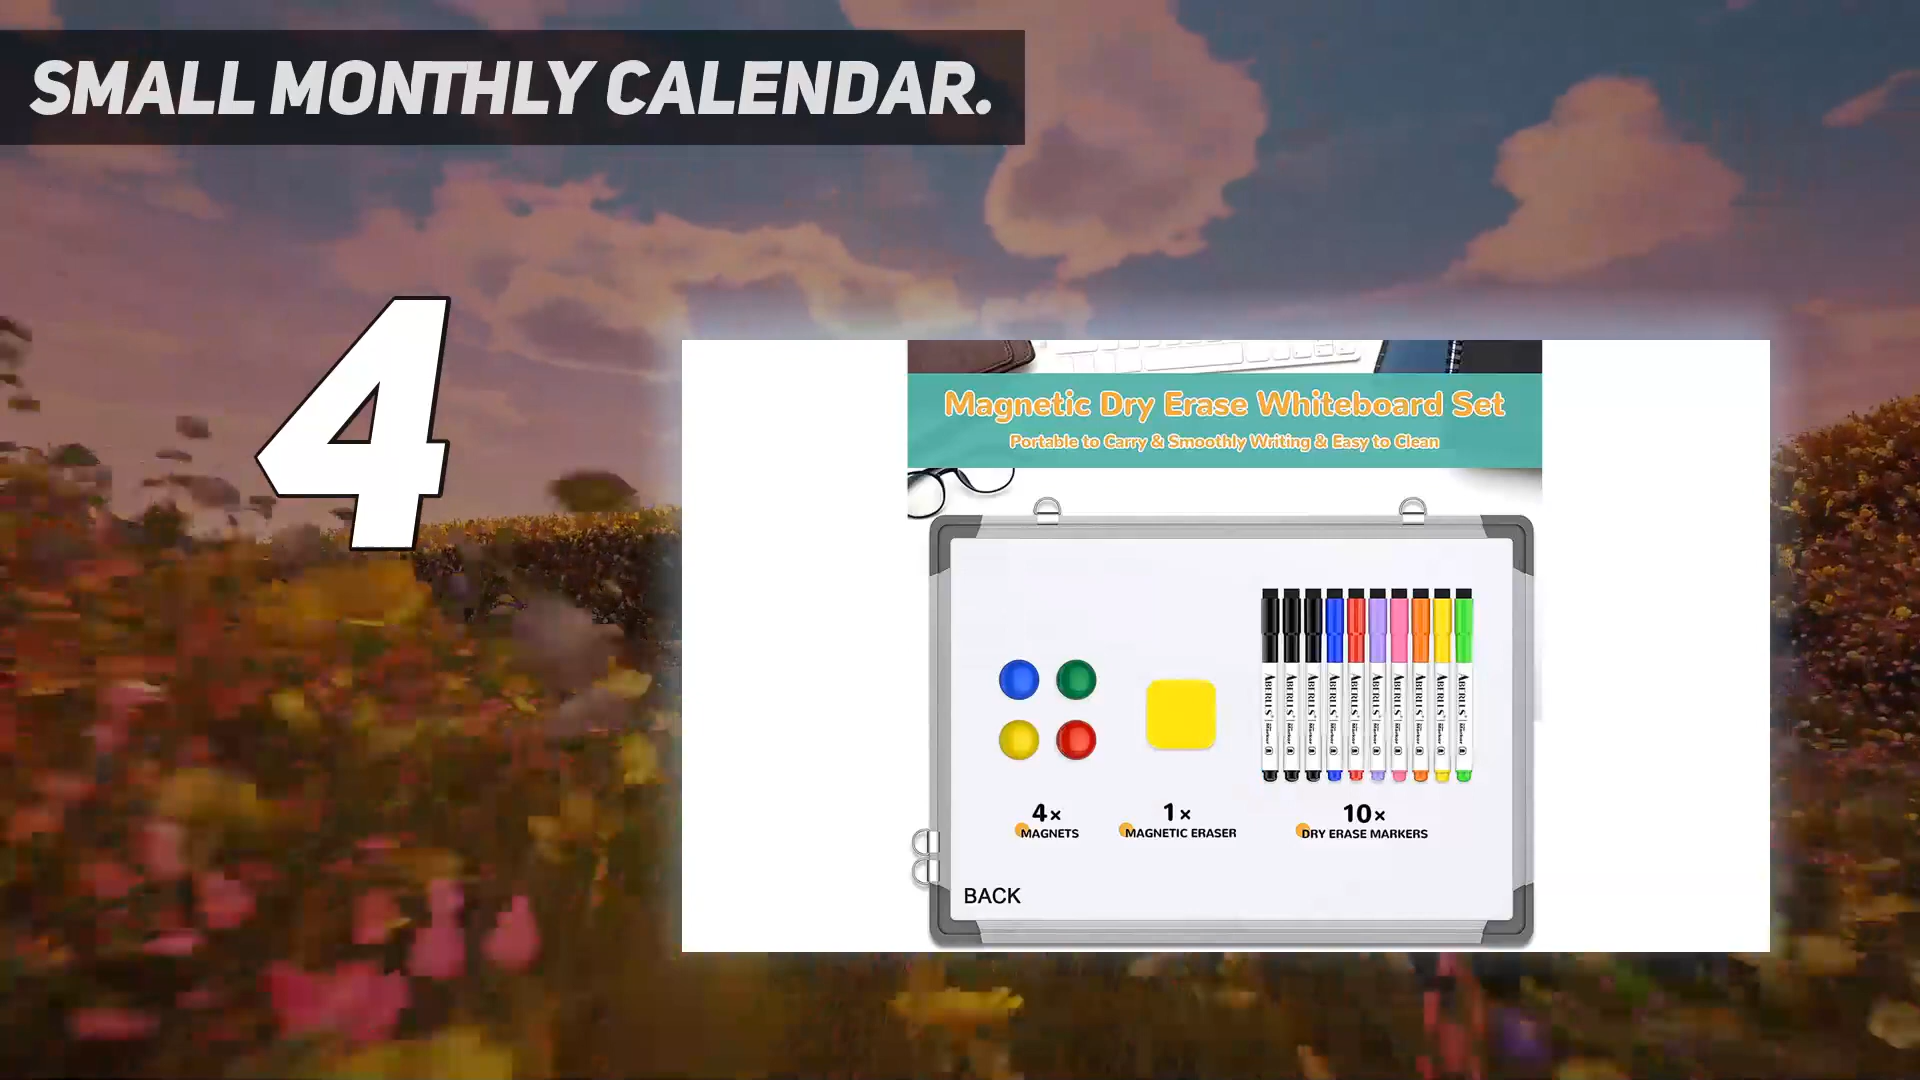 SMALL MONTHLY CALENDAR.
4
Magnetic Dry Erase Whiteboard Set
Portable to Carry & Smoothly Writing & Easy to Clean
4×
MAGNETS
1×
MAGNETIC ERASER
10×
DRY ERASE MARKERS
BACK